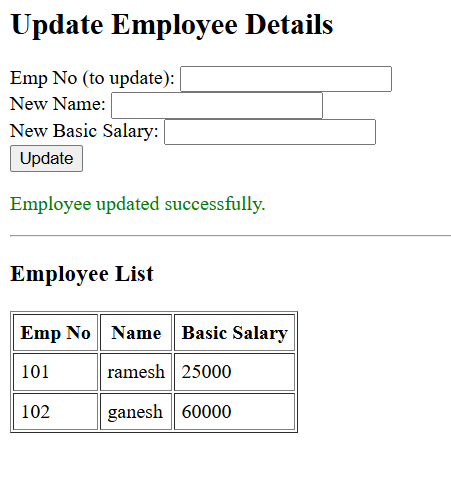 Update Employee Details
Emp No (to update):
New Name:
New Basic Salary:
Update
Employee updated successfully.
Employee List
Emp No Name Basic Salary
101 ramesh 25000
102 ganesh 60000